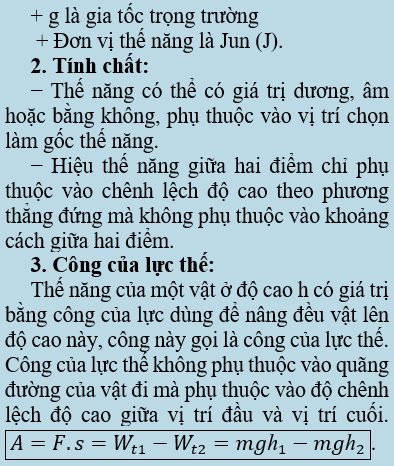 + g là gia tốc trọng trường
+ Đơn vị thế năng là Jun (J).
2. Tính chất:
− Thế năng có thể có giá trị dương, âm
hoặc bằng không, phụ thuộc vào vị trí chọn
làm gốc thế năng.
− Hiệu thế năng giữa hai điểm chỉ phụ
thuộc vào chênh lệch độ cao theo phương
thẳng đứng mà không phụ thuộc vào khoảng
cách giữa hai điểm.
3. Công của lực thế:
Thế năng của một vật ở độ cao h có giá trị
bằng công của lực dùng để nâng đều vật lên
độ cao này, công này gọi là công của lực thế.
Công của lực thế không phụ thuộc vào quãng
đường của vật đi mà phụ thuộc vào độ chênh
lệch độ cao giữa vị trí đầu và vị trí cuối.
A = F.s = W_{t1} − W_{t2} = mgh_1 − mgh_2.